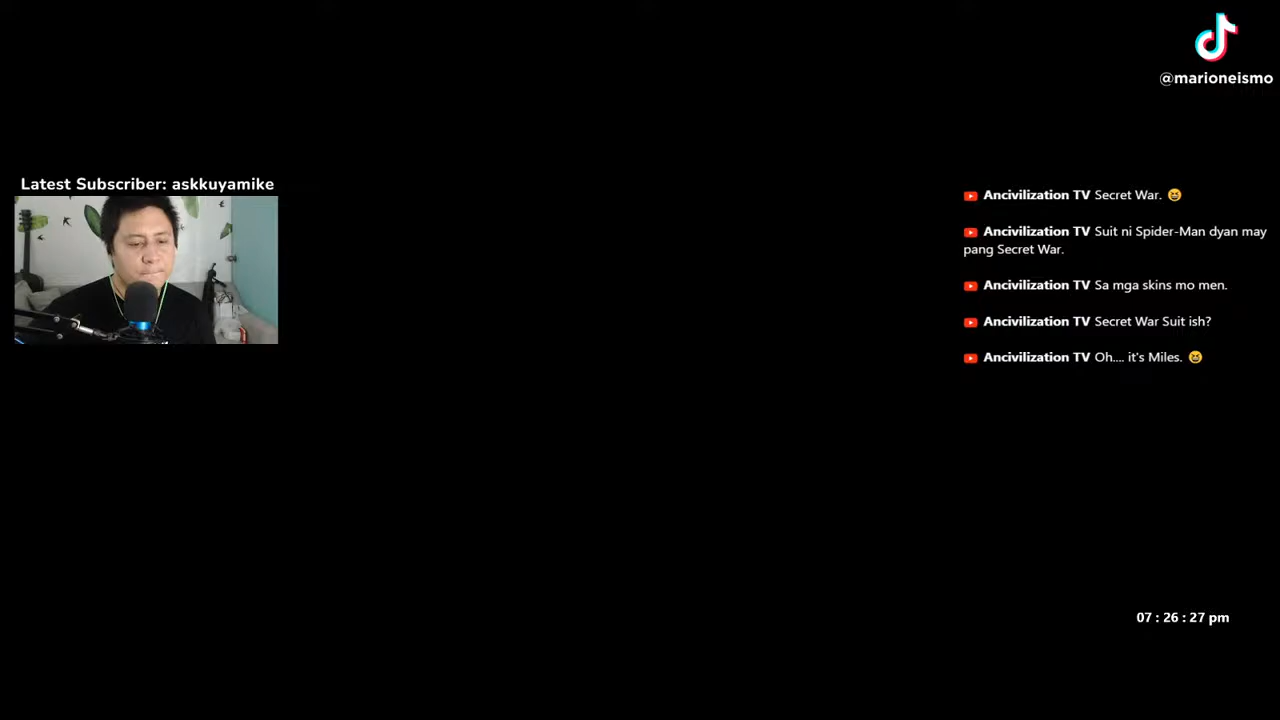 @marioneismo
Latest Subscriber: askkuyamike
Ancivilization TV Secret War. 😆
Ancivilization TV Suit ni Spider-Man dyan may
pang Secret War.
Ancivilization TV Sa mga skins mo men.
Ancivilization TV Secret War Suit ish?
Ancivilization TV Oh.... it's Miles. 😆
07 : 26 : 27 pm